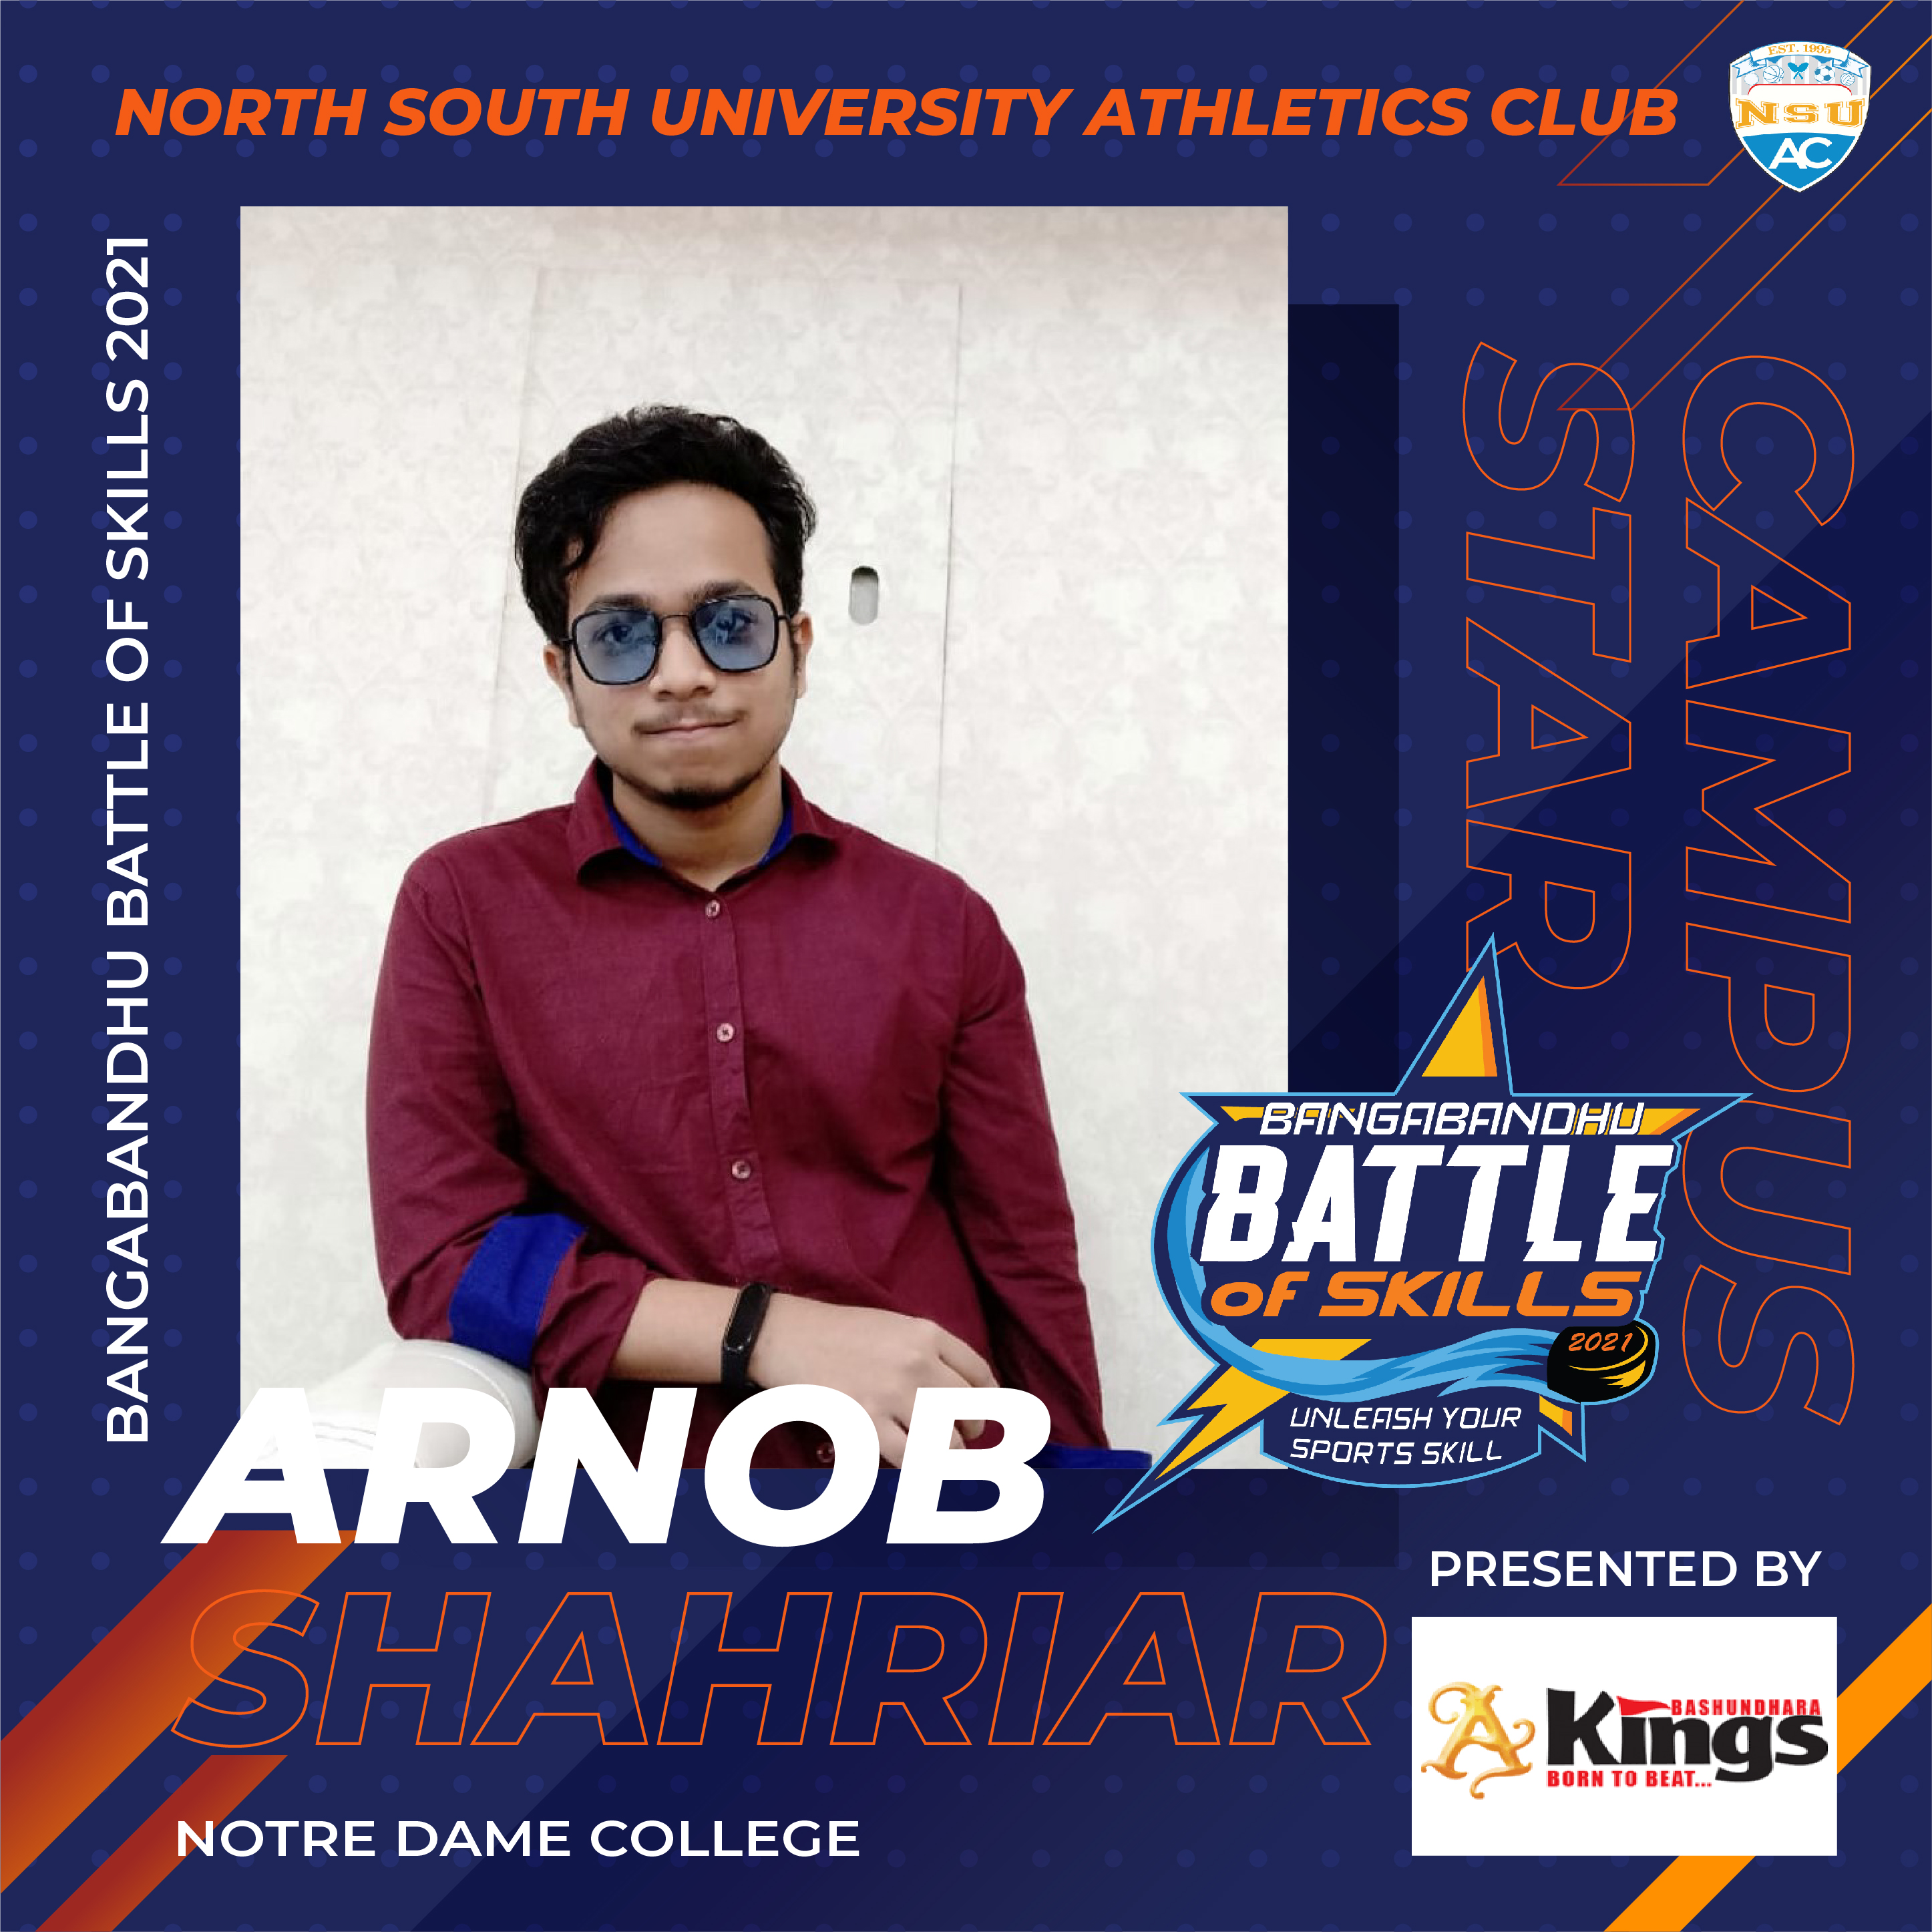 EST. 1995
NSU
AC
NORTH SOUTH UNIVERSITY ATHLETICS CLUB
BANGABANDHU BATTLE OF SKILLS 2021
CAMPUS
STAR
BANGABANDHU
BATTLE
OF SKILLS
2021
UNLEASH YOUR
SPORTS SKILL
ARNOB
SHAHRIAR
NOTRE DAME COLLEGE
PRESENTED BY
A
BASHUNDHARA
Kings
BORN TO BEAT...